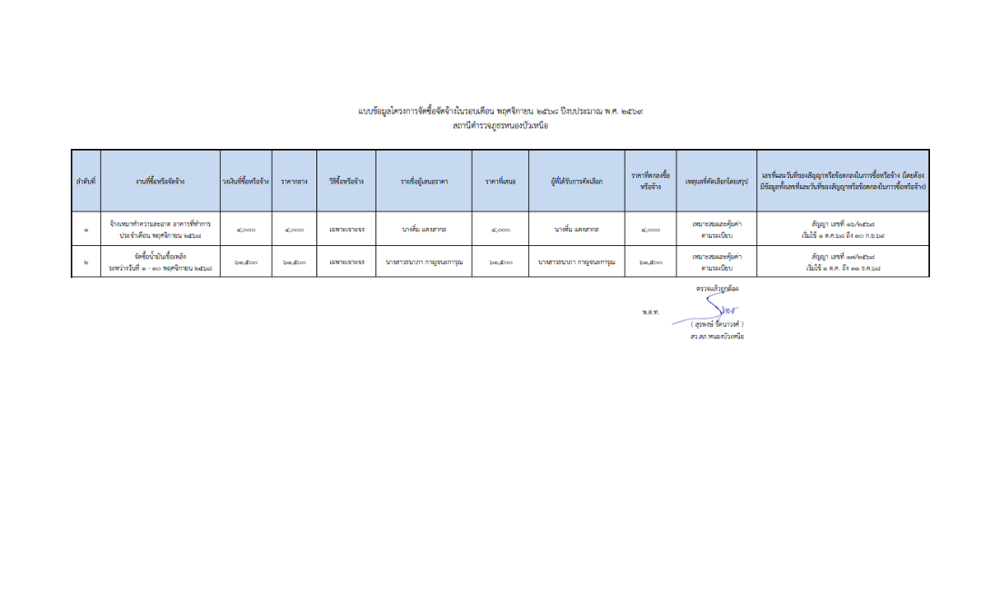 แบบข้อมูลโครงการจัดซื้อจัดจ้างในรอบเดือน พฤศจิกายน ๒๕๖๘ ปีงบประมาณ พ.ศ. ๒๕๖๙
สถานีตำรวจภูธรหนองบัวเหนือ
ลำดับที่ งานที่ซื้อหรือจัดจ้าง วงเงินที่ซื้อหรือจ้าง ราคากลาง วิธีซื้อหรือจ้าง รายชื่อผู้เสนอราคา ราคาที่เสนอ ผู้ที่ได้รับการคัดเลือก ราคาที่ตกลงซื้อ เหตุผลที่คัดเลือกโดยสรุป เลขที่และวันที่ของสัญญาหรือข้อตกลงในการซื้อหรือจ้าง (โดยต้อง
หรือจ้าง มีข้อมูลทั้งเลขที่และวันที่ของสัญญาหรือข้อตกลงในการซื้อหรือจ้าง)
๑ จ้างเหมาทำความสะอาด อาคารที่ทำการ ๔,๐๐๐ ๔,๐๐๐ เฉพาะเจาะจง นางติ๋ม แดงสากล ๔,๐๐๐ นางติ๋ม แดงสากล ๔,๐๐๐ เหมาะสมและคุ้มค่า สัญญา เลขที่ ๑๖/๒๕๖๘
ประจำเดือน พฤศจิกายน ๒๕๖๘ ตามระเบียบ เริ่มใช้ ๑ ต.ค.๖๘ ถึง ๓๐ ก.ย.๖๙
๒ จัดซื้อน้ำมันเชื้อเพลิง ๖๑,๕๐๐ ๖๑,๕๐๐ เฉพาะเจาะจง นางสาวธนาภา กาญจนะการุณ ๖๑,๕๐๐ นางสาวธนาภา กาญจนะการุณ ๖๑,๕๐๐ เหมาะสมและคุ้มค่า สัญญา เลขที่ ๑๗/๒๕๖๘
ระหว่างวันที่ ๑ - ๓๐ พฤศจิกายน ๒๕๖๘ ตามระเบียบ เริ่มใช้ ๑ ต.ค. ถึง ๓๑ ธ.ค.๖๘
ตรวจแล้วถูกต้อง
พ.ต.ท.
( สุรพงษ์ รัตนาวงศ์ )
สว.สภ.หนองบัวเหนือ